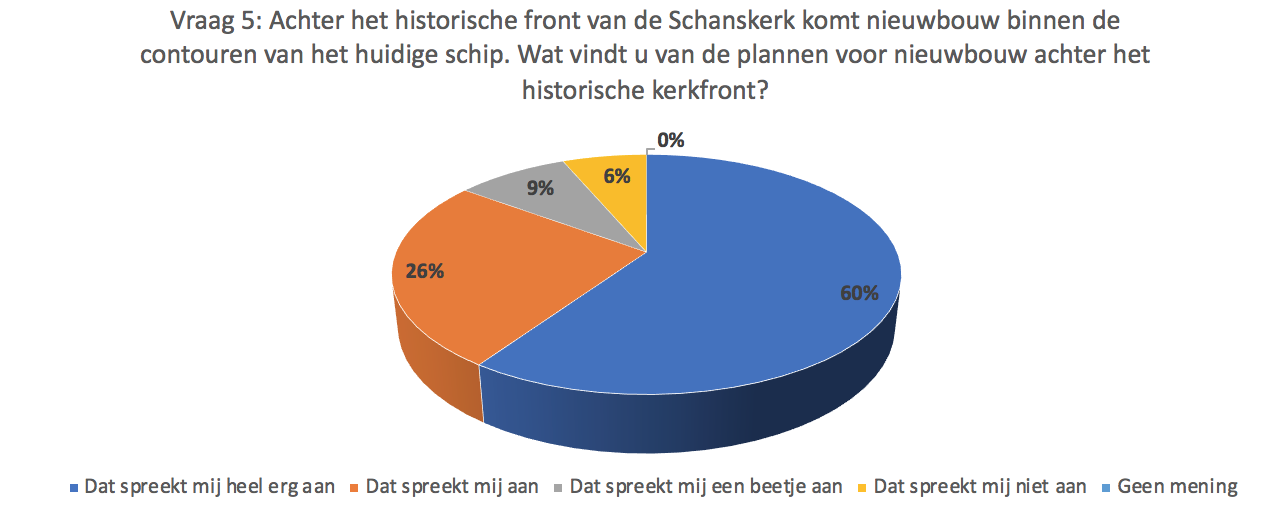 Vraag 5: Achter het historische front van de Schanskerk komt nieuwbouw binnen de
contouren van het huidige schip. Wat vindt u van de plannen voor nieuwbouw achter het
historische kerkfront?
0%
6%
9%
26%
60%
Dat spreekt mij heel erg aan Dat spreekt mij aan Dat spreekt mij een beetje aan Dat spreekt mij niet aan Geen mening